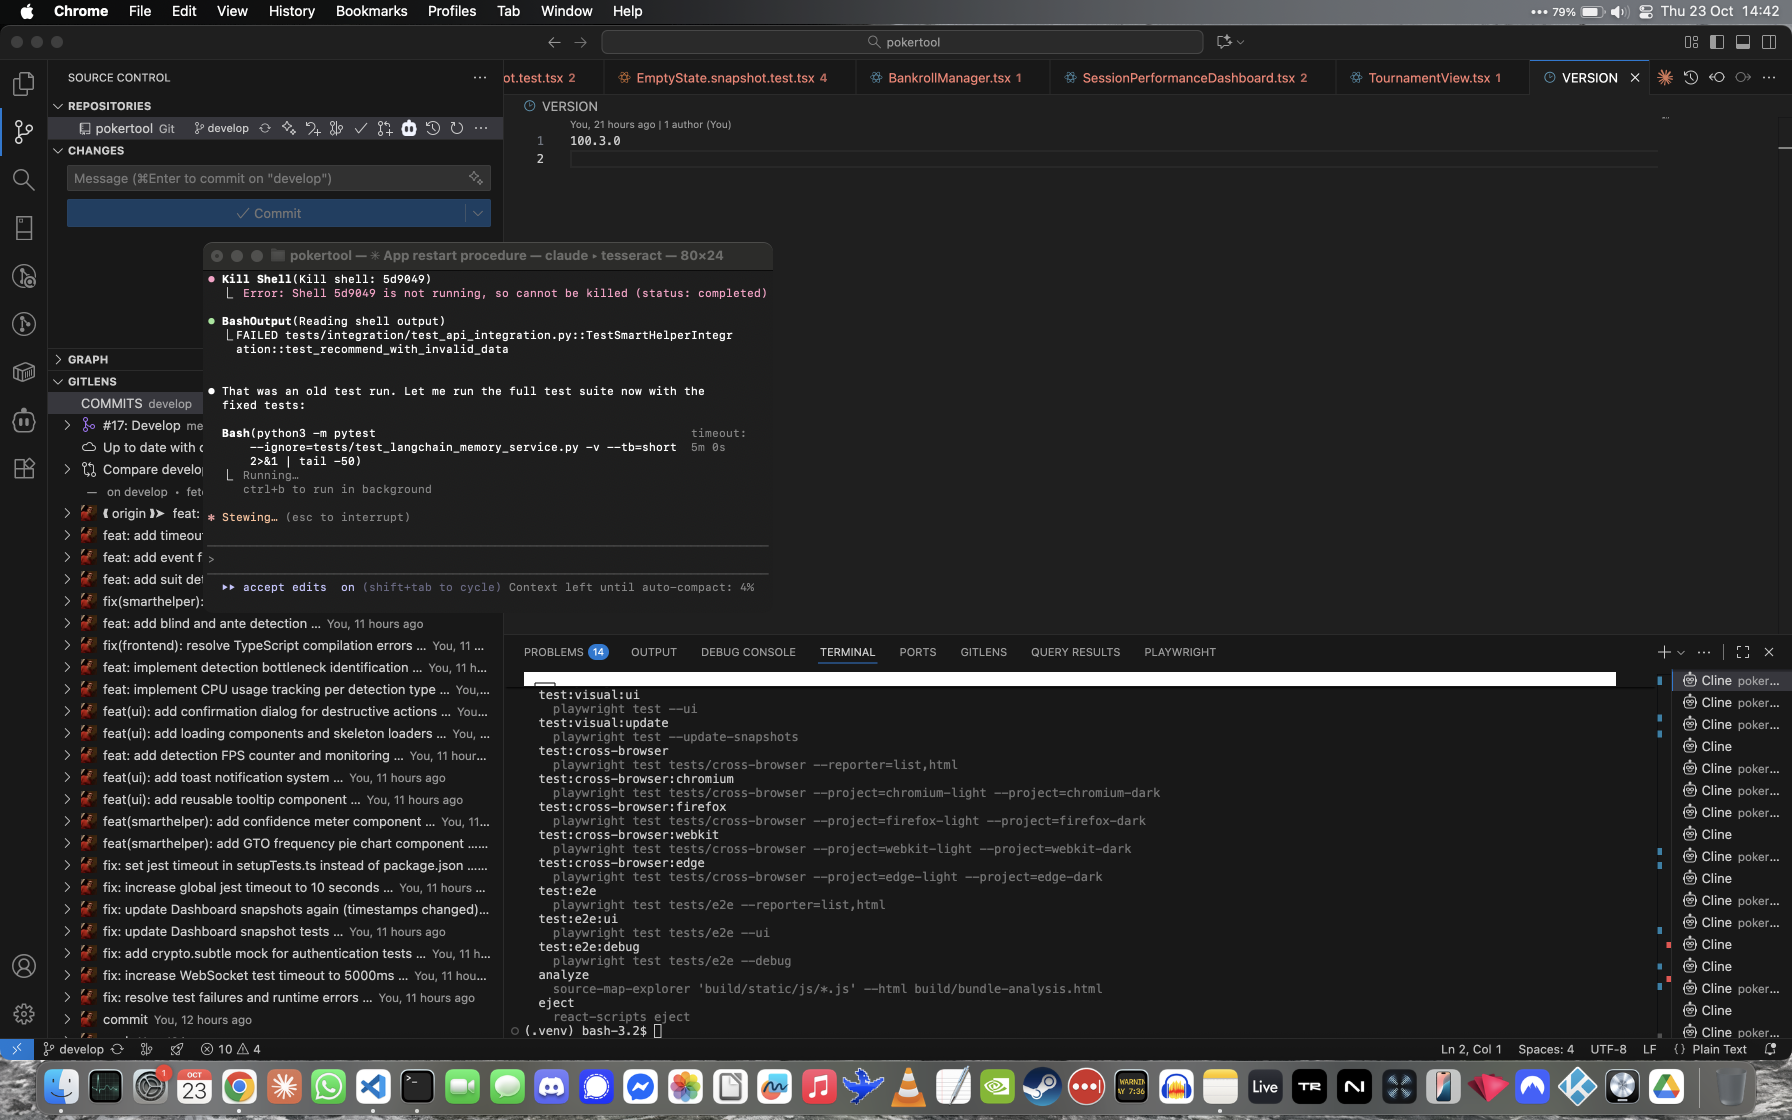 Chrome File Edit View History Bookmarks Profiles Tab Window Help
79% Thu 23 Oct 14:42
pokertool
SOURCE CONTROL
REPOSITORIES
pokertool Git develop
CHANGES
Message (⌘Enter to commit on "develop")
Commit
ot.test.tsx 2
EmptyState.snapshot.test.tsx 4
BankrollManager.tsx 1
SessionPerformanceDashboard.tsx 2
TournamentView.tsx 1
VERSION
VERSION
You, 21 hours ago | 1 author (You)
1 100.3.0
2
pokertool — ✳ App restart procedure — claude ▸ tesseract — 80×24
Kill Shell(Kill shell: 5d9049)
Error: Shell 5d9049 is not running, so cannot be killed (status: completed)
BashOutput(Reading shell output)
FAILED tests/integration/test_api_integration.py::TestSmartHelperIntegr
ation::test_recommend_with_invalid_data
That was an old test run. Let me run the full test suite now with the
fixed tests:
Bash(python3 -m pytest timeout:
--ignore=tests/test_langchain_memory_service.py -v --tb=short 5m 0s
2>&1 | tail -50)
Running…
ctrl+b to run in background
* Stewing… (esc to interrupt)
>
accept edits on (shift+tab to cycle) Context left until auto-compact: 4%
GRAPH
GITLENS
COMMITS develop
#17: Develop me
Up to date with o
Compare develop
— on develop • fet
origin feat:
feat: add timeou
feat: add event f
feat: add suit det
fix(smarthelper):
feat: add blind and ante detection ... You, 11 hours ago
fix(frontend): resolve TypeScript compilation errors ... You, 11 ...
feat: implement detection bottleneck identification ... You, 11 h...
feat: implement CPU usage tracking per detection type ... You,...
feat(ui): add confirmation dialog for destructive actions ... You...
feat(ui): add loading components and skeleton loaders ... You, ...
feat: add detection FPS counter and monitoring ... You, 11 hour...
feat(ui): add toast notification system ... You, 11 hours ago
feat(ui): add reusable tooltip component ... You, 11 hours ago
feat(smarthelper): add confidence meter component ... You, 11...
feat(smarthelper): add GTO frequency pie chart component ......
fix: set jest timeout in setupTests.ts instead of package.json ......
fix: increase global jest timeout to 10 seconds ... You, 11 hours ...
fix: update Dashboard snapshots again (timestamps changed)...
fix: update Dashboard snapshot tests ... You, 11 hours ago
fix: add crypto.subtle mock for authentication tests ... You, 11 h...
fix: increase WebSocket test timeout to 5000ms ... You, 11 hou...
fix: resolve test failures and runtime errors ... You, 11 hours ago
commit You, 12 hours ago
PROBLEMS 14 OUTPUT DEBUG CONSOLE TERMINAL PORTS GITLENS QUERY RESULTS PLAYWRIGHT
test:visual:ui
playwright test --ui
test:visual:update
playwright test --update-snapshots
test:cross-browser
playwright test tests/cross-browser --reporter=list,html
test:cross-browser:chromium
playwright test tests/cross-browser --project=chromium-light --project=chromium-dark
test:cross-browser:firefox
playwright test tests/cross-browser --project=firefox-light --project=firefox-dark
test:cross-browser:webkit
playwright test tests/cross-browser --project=webkit-light --project=webkit-dark
test:cross-browser:edge
playwright test tests/cross-browser --project=edge-light --project=edge-dark
test:e2e
playwright test tests/e2e --reporter=list,html
test:e2e:ui
playwright test tests/e2e --ui
test:e2e:debug
playwright test tests/e2e --debug
analyze
source-map-explorer 'build/static/js/*.js' --html build/bundle-analysis.html
eject
react-scripts eject
(.venv) bash-3.2$
Cline poker...
Cline poker...
Cline poker...
Cline
Cline poker...
Cline poker...
Cline poker...
Cline
Cline poker...
Cline
Cline poker...
Cline poker...
Cline
Cline
Cline poker...
Cline
Cline poker...
develop 10 4
Ln 2, Col 1 Spaces: 4 UTF-8 LF {} Plain Text
1
OCT
23
WARNIN
AY 7:36
Live
TR